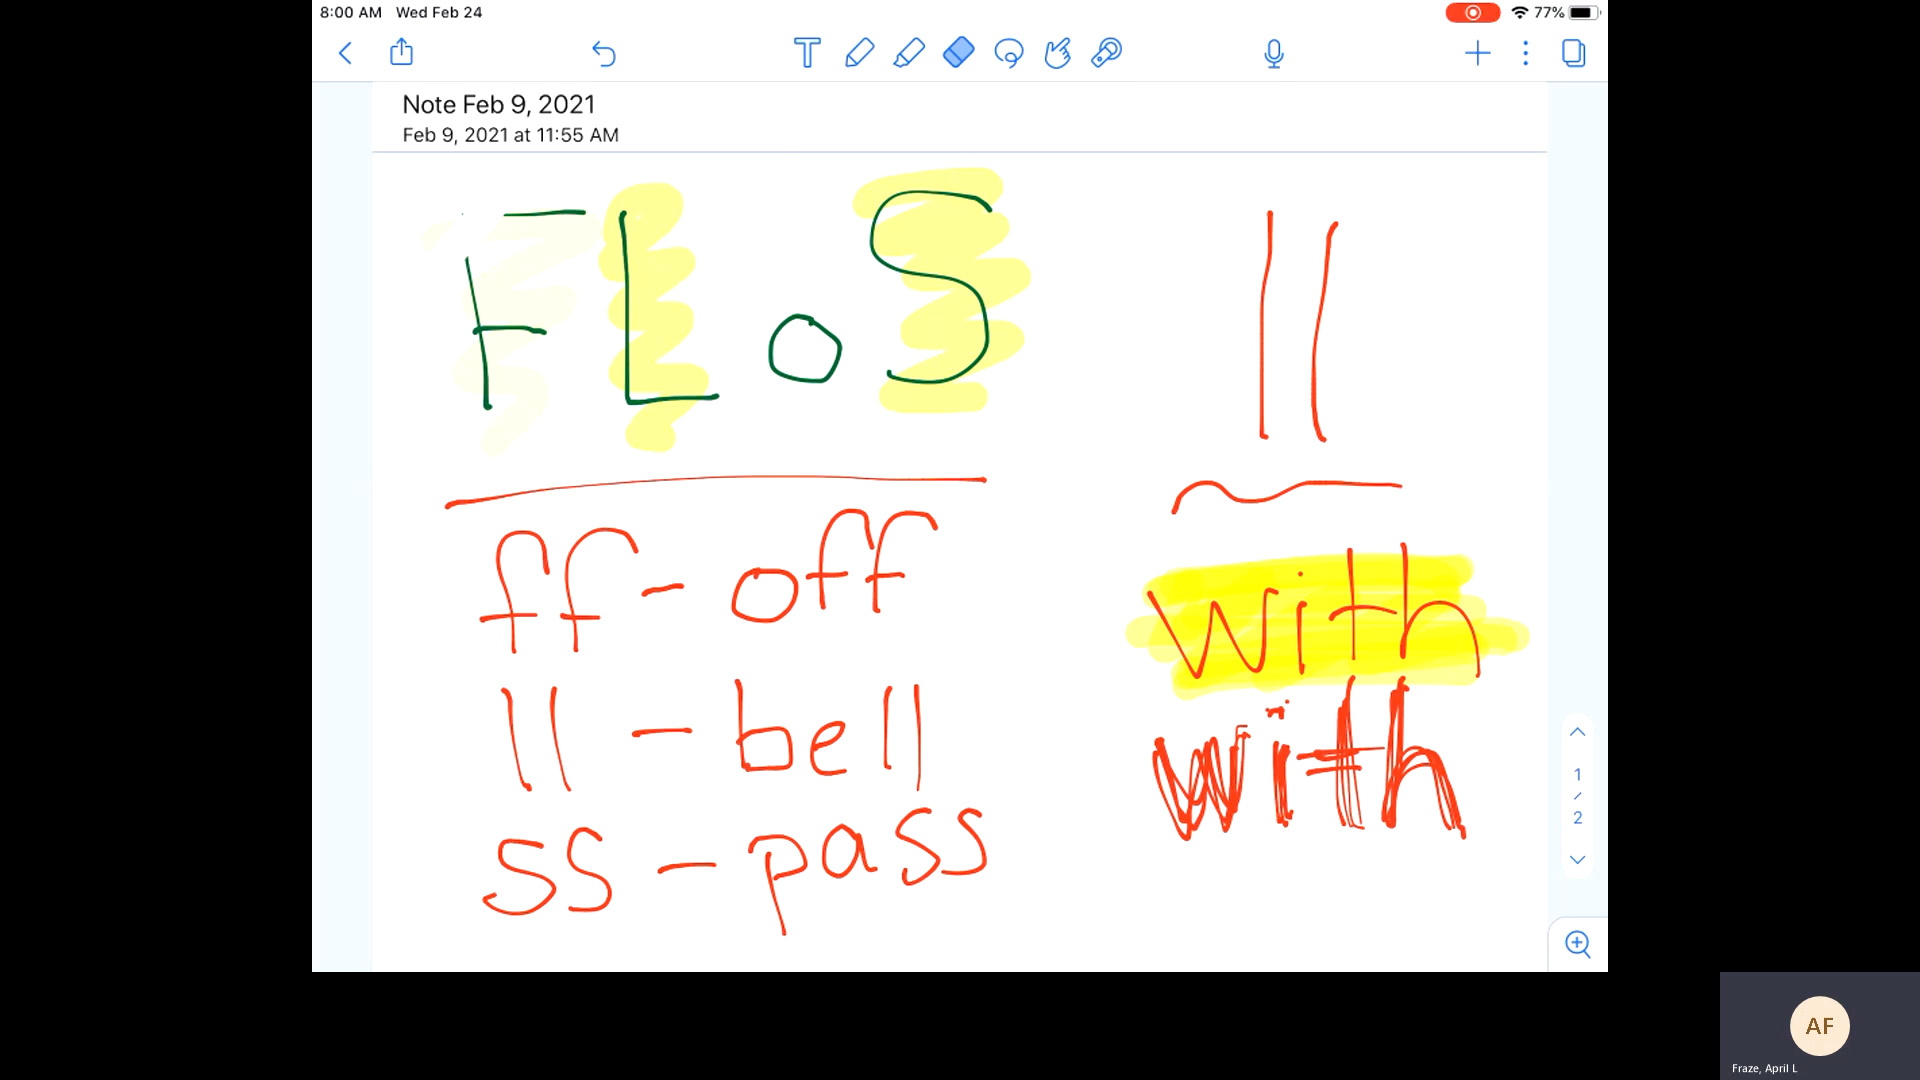 8:00 AM Wed Feb 24
77%
Note Feb 9, 2021
Feb 9, 2021 at 11:55 AM
FLoS
ff - off
ll - bell
ss - pass
ll
with
with
1
/
2
AF
Fraze, April L